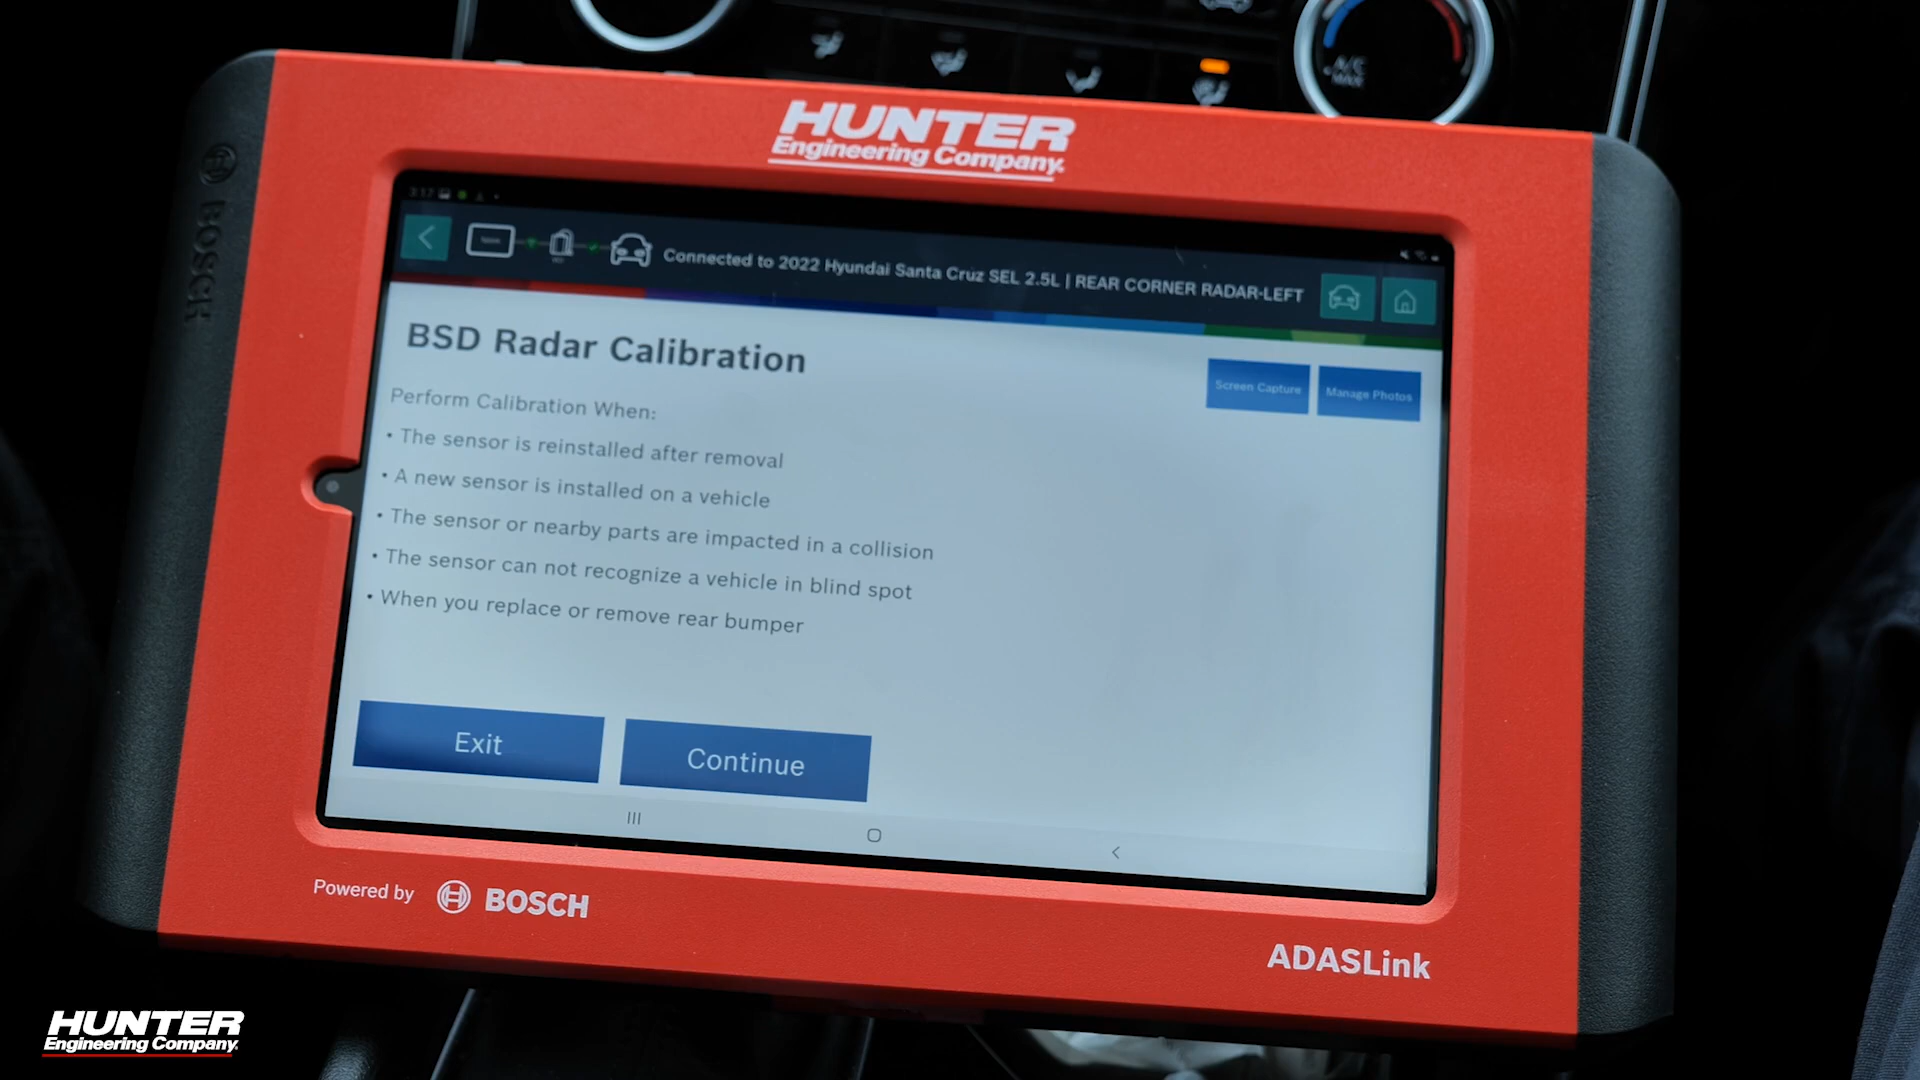 A/C
MAX
HUNTER
Engineering Company
BOSCH
3:17
Connected to 2022 Hyundai Santa Cruz SEL 2.5L | REAR CORNER RADAR-LEFT
BSD Radar Calibration
Screen Capture
Manage Photos
Perform Calibration When:
• The sensor is reinstalled after removal
• A new sensor is installed on a vehicle
• The sensor or nearby parts are impacted in a collision
• The sensor can not recognize a vehicle in blind spot
• When you replace or remove rear bumper
Exit
Continue
Powered by BOSCH
ADASLink
HUNTER
Engineering Company